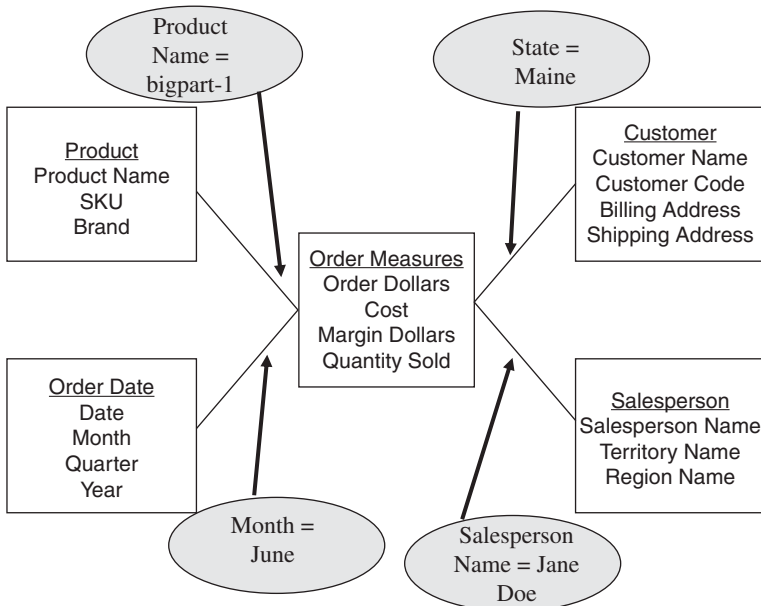 Product
Name =
bigpart-1
State =
Maine
Product
Product Name
SKU
Brand
Customer
Customer Name
Customer Code
Billing Address
Shipping Address
Order Measures
Order Dollars
Cost
Margin Dollars
Quantity Sold
Order Date
Date
Month
Quarter
Year
Salesperson
Salesperson Name
Territory Name
Region Name
Month =
June
Salesperson
Name = Jane
Doe